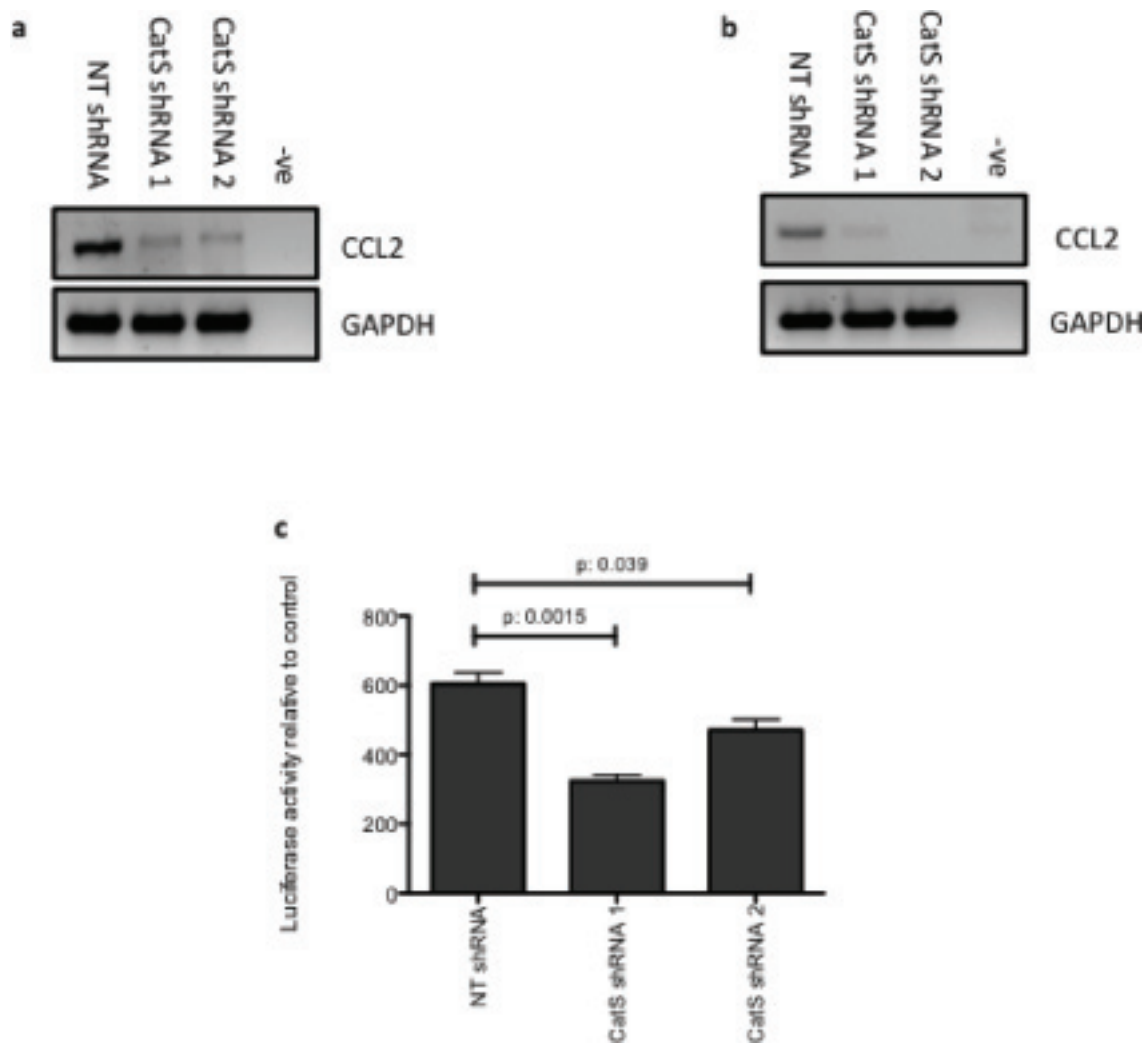 a
NT shRNA
CatS shRNA 1
CatS shRNA 2
-ve
CCL2
GAPDH
b
NT shRNA
CatS shRNA 1
CatS shRNA 2
-ve
CCL2
GAPDH
c
Luciferase activity relative to control
p: 0.039
p: 0.0015
800
600
400
200
0
NT shRNA
CatS shRNA 1
CatS shRNA 2